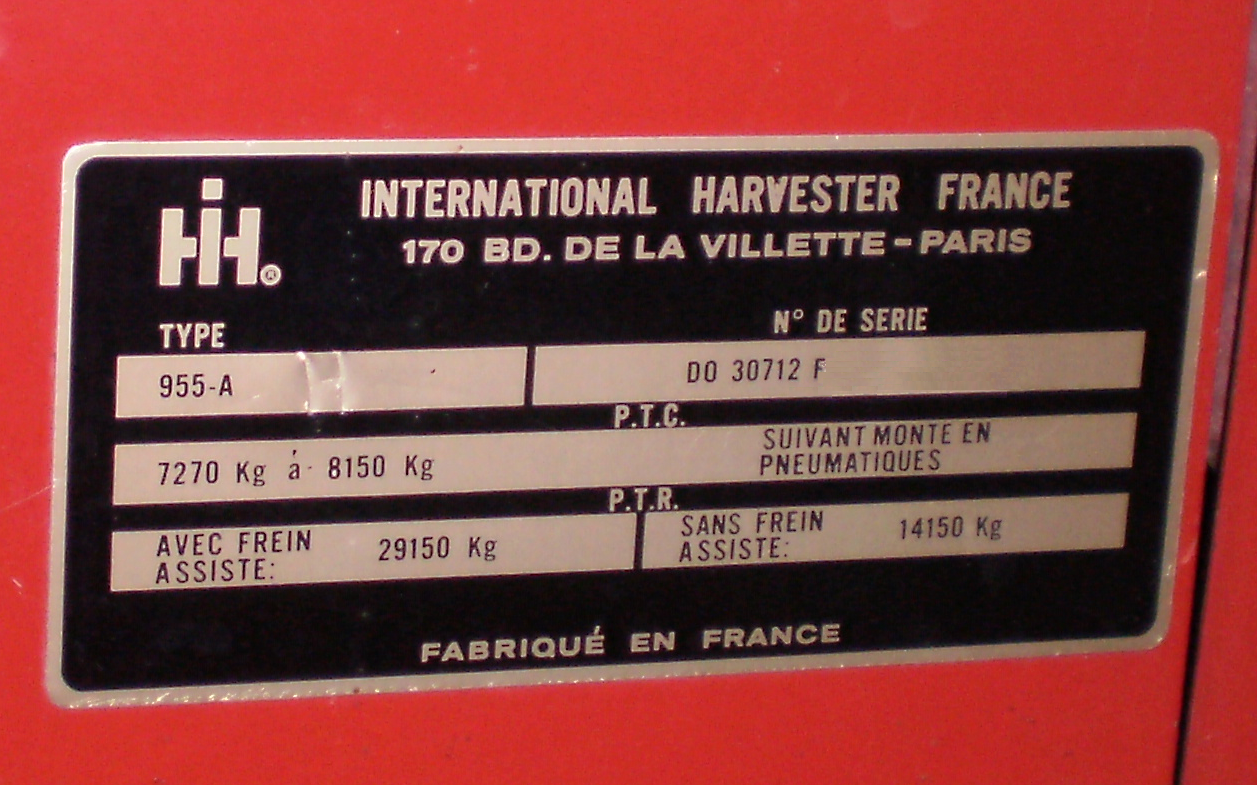 IH®
INTERNATIONAL HARVESTER FRANCE
170 BD. DE LA VILLETTE - PARIS
TYPE
N° DE SERIE
955-A
DO 30712 F
P.T.C.
7270 Kg á 8150 Kg
SUIVANT MONTE EN
PNEUMATIQUES
P.T.R.
AVEC FREIN
ASSISTE:
29150 Kg
SANS FREIN
ASSISTE:
14150 Kg
FABRIQUÉ EN FRANCE